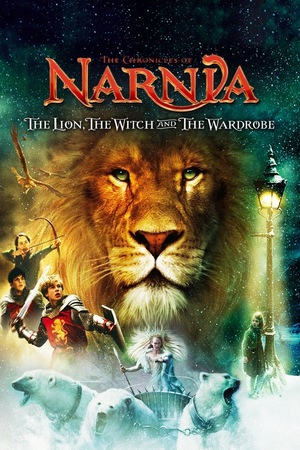 THE CHRONICLES OF
NARNIA
THE LION, THE WITCH AND THE WARDROBE